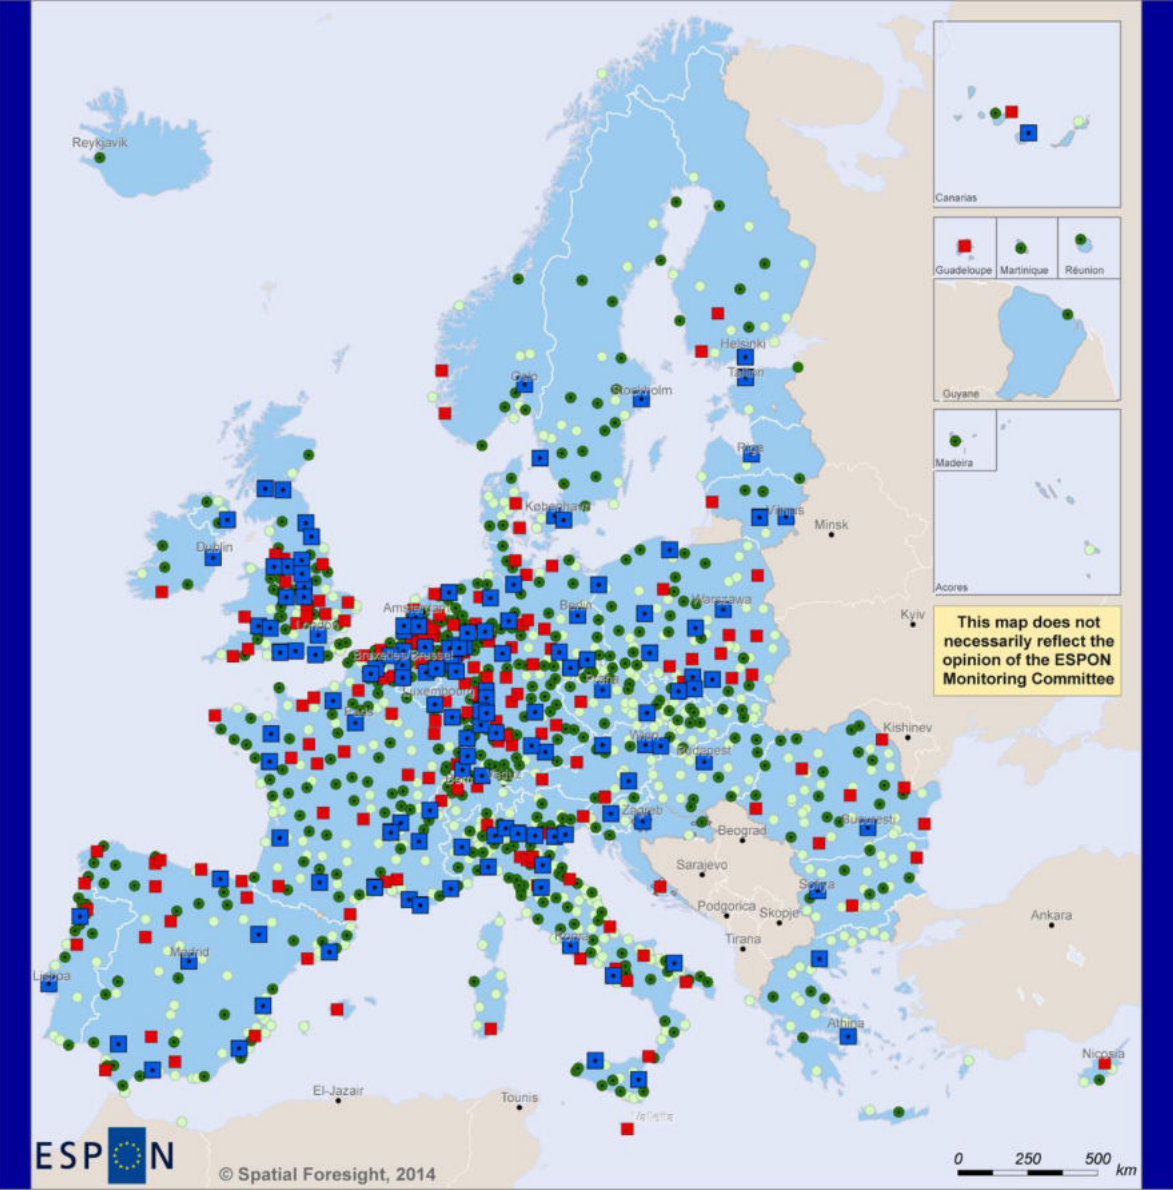 Reykjavik
Canarias
Guadeloupe
Martinique
Réunion
Guyane
Madeira
Acores
Helsinki
Tallinn
Oslo
Stockholm
Riga
København
Vilnius
Minsk
Dublin
Amsterdam
Berlin
Warszawa
London
Kyiv
Bruxelles/Brussel
This map does not
necessarily reflect the
opinion of the ESPON
Monitoring Committee
Praha
Luxembourg
Paris
Kishinev
Wien
Budapest
Bern
Vaduz
Zagreb
Bucuresti
Beograd
Sarajevo
Sofiya
Podgorica
Skopje
Ankara
Roma
Tirana
Madrid
Lisboa
Athina
Nicosia
El-Jazair
Tounis
Valletta
ESPON
© Spatial Foresight, 2014
0 250 500
km